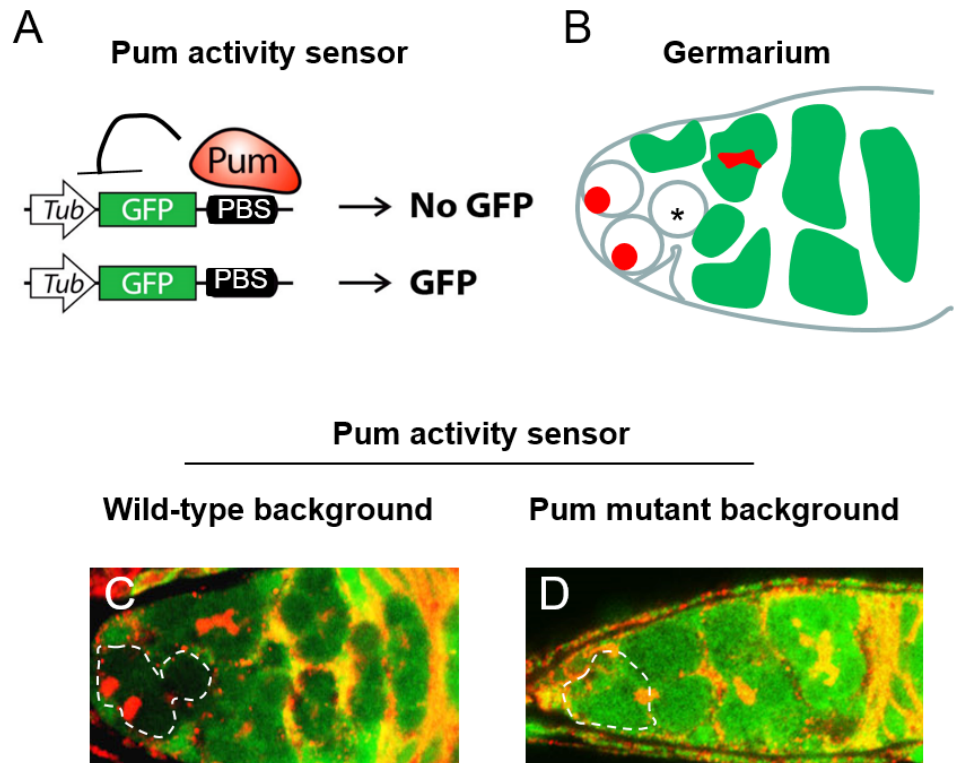 A
Pum activity sensor
Pum
Tub GFP PBS No GFP
Tub GFP PBS GFP
B
Germarium
*
Pum activity sensor
Wild-type background
Pum mutant background
C
D